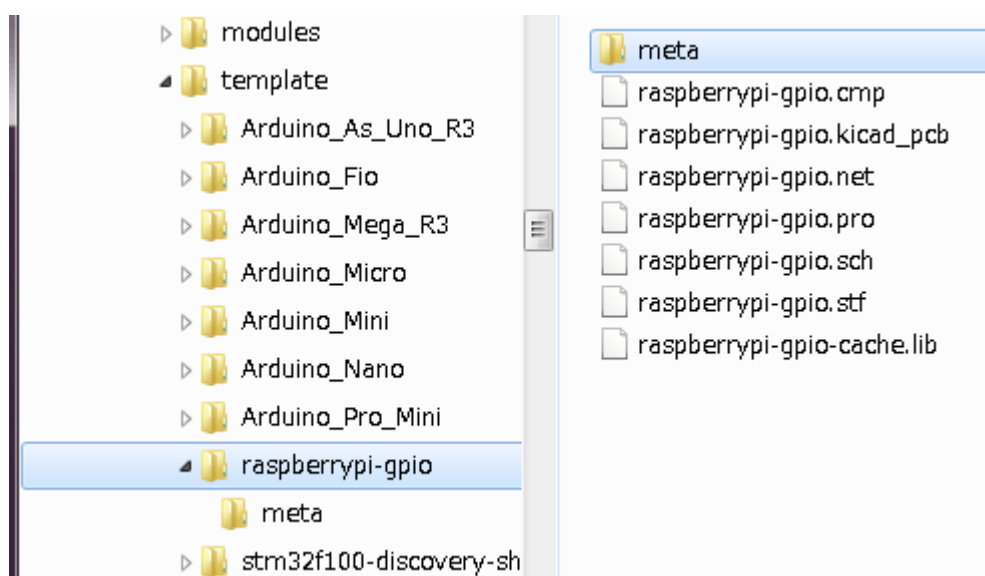 modules
template
Arduino_As_Uno_R3
Arduino_Fio
Arduino_Mega_R3
Arduino_Micro
Arduino_Mini
Arduino_Nano
Arduino_Pro_Mini
raspberrypi-gpio
meta
stm32f100-discovery-sh
meta
raspberrypi-gpio.cmp
raspberrypi-gpio.kicad_pcb
raspberrypi-gpio.net
raspberrypi-gpio.pro
raspberrypi-gpio.sch
raspberrypi-gpio.stf
raspberrypi-gpio-cache.lib